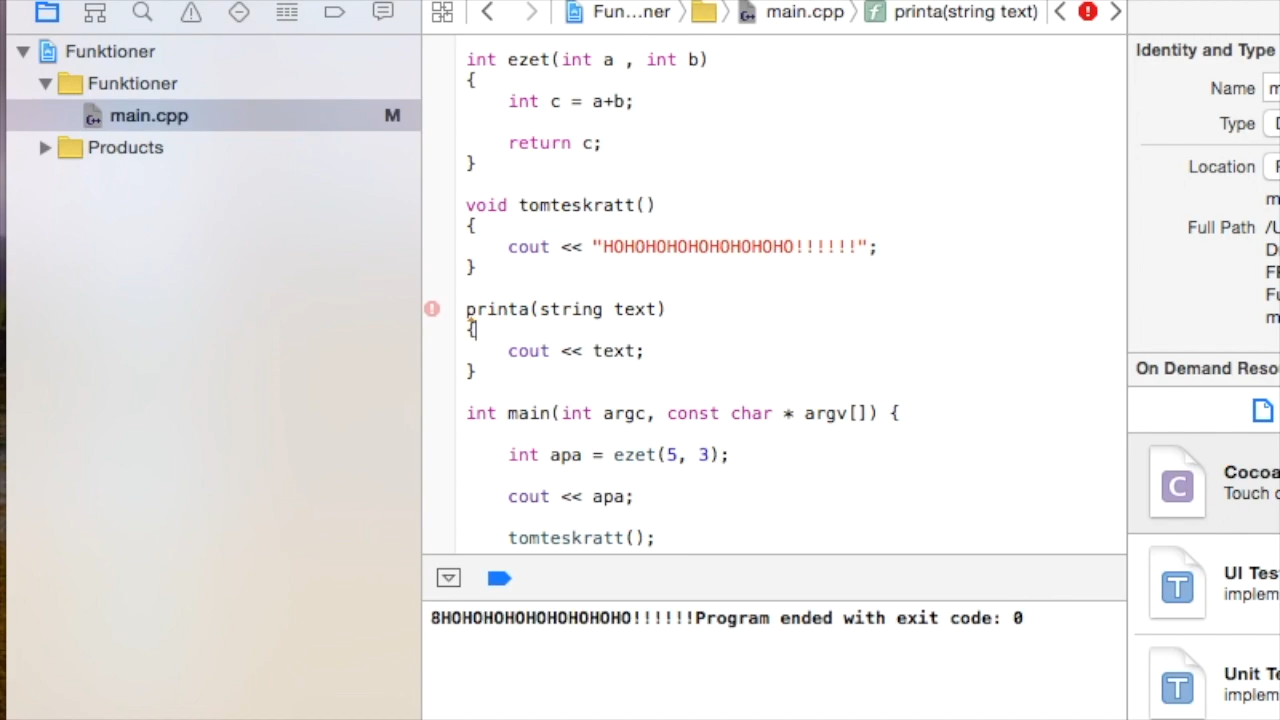 Fun...ner
main.cpp
printa(string text)
Funktioner
Funktioner
main.cpp M
Products
int ezet(int a , int b)
{
int c = a+b;
return c;
}
void tomteskratt()
{
cout << "HOHOHOHOHOHOHOHOHO!!!!!!";
}
printa(string text)
{
cout << text;
}
int main(int argc, const char * argv[]) {
int apa = ezet(5, 3);
cout << apa;
tomteskratt();
8HOHOHOHOHOHOHOHOHO!!!!!!Program ended with exit code: 0
Identity and Type
Name
Type
Location
Full Path /U
On Demand Reso
C
Cocoa
Touch
T
UI Tes
implem
T
Unit Te
implem